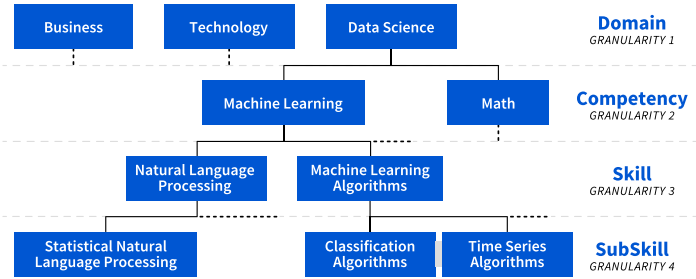 Business
Technology
Data Science
Domain
GRANULARITY 1
Machine Learning
Math
Competency
GRANULARITY 2
Natural Language
Processing
Machine Learning
Algorithms
Skill
GRANULARITY 3
Statistical Natural
Language Processing
Classification
Algorithms
Time Series
Algorithms
SubSkill
GRANULARITY 4